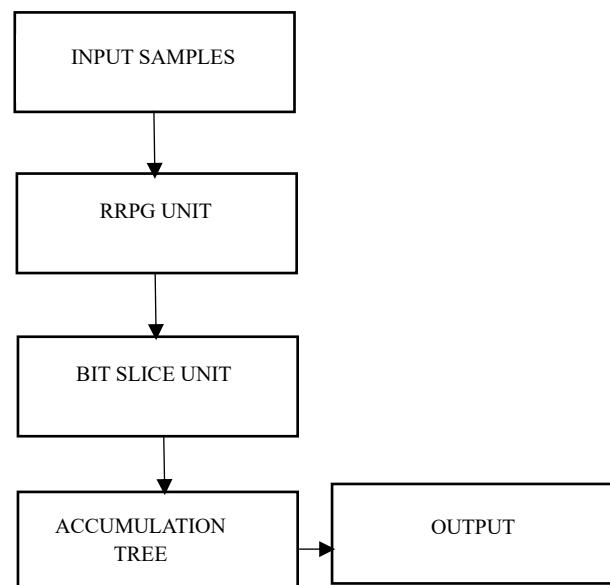 INPUT SAMPLES
RRPG UNIT
BIT SLICE UNIT
ACCUMULATION
TREE
OUTPUT